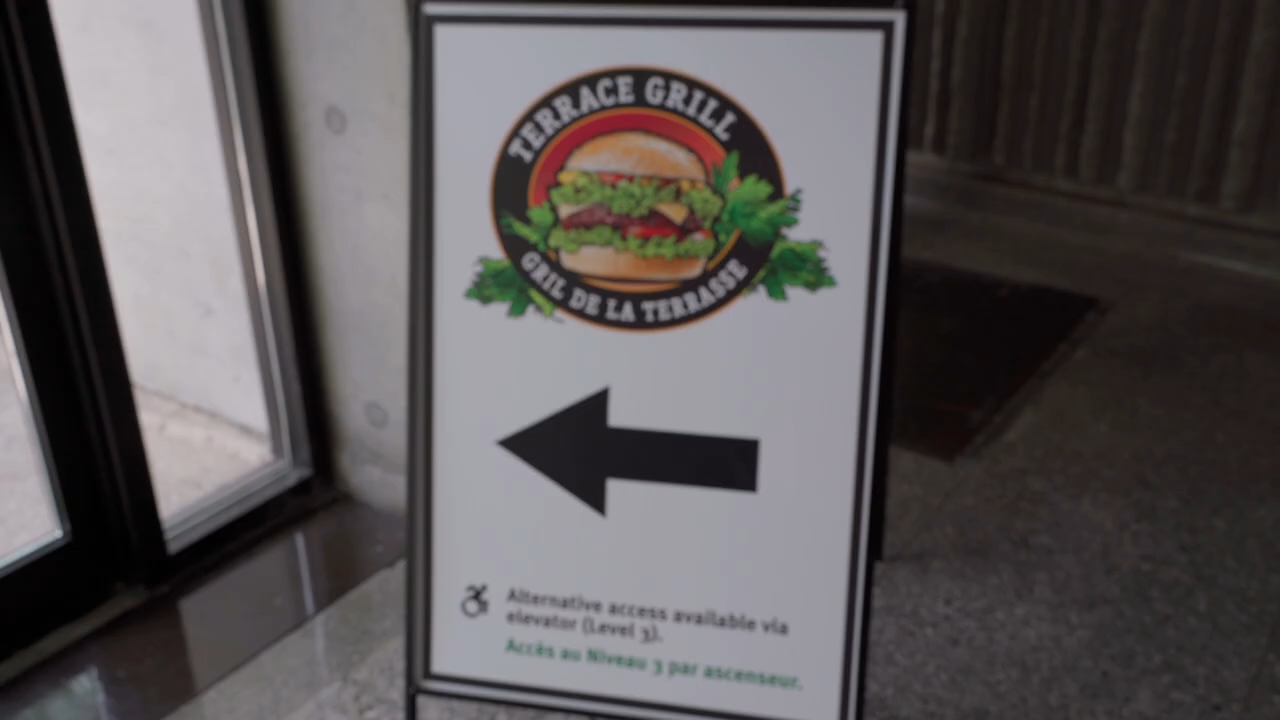 TERRACE GRILL
GRIL DE LA TERRASSE
Alternative access available via
elevator (Level 3).
Accès au Niveau 3 par ascenseur.